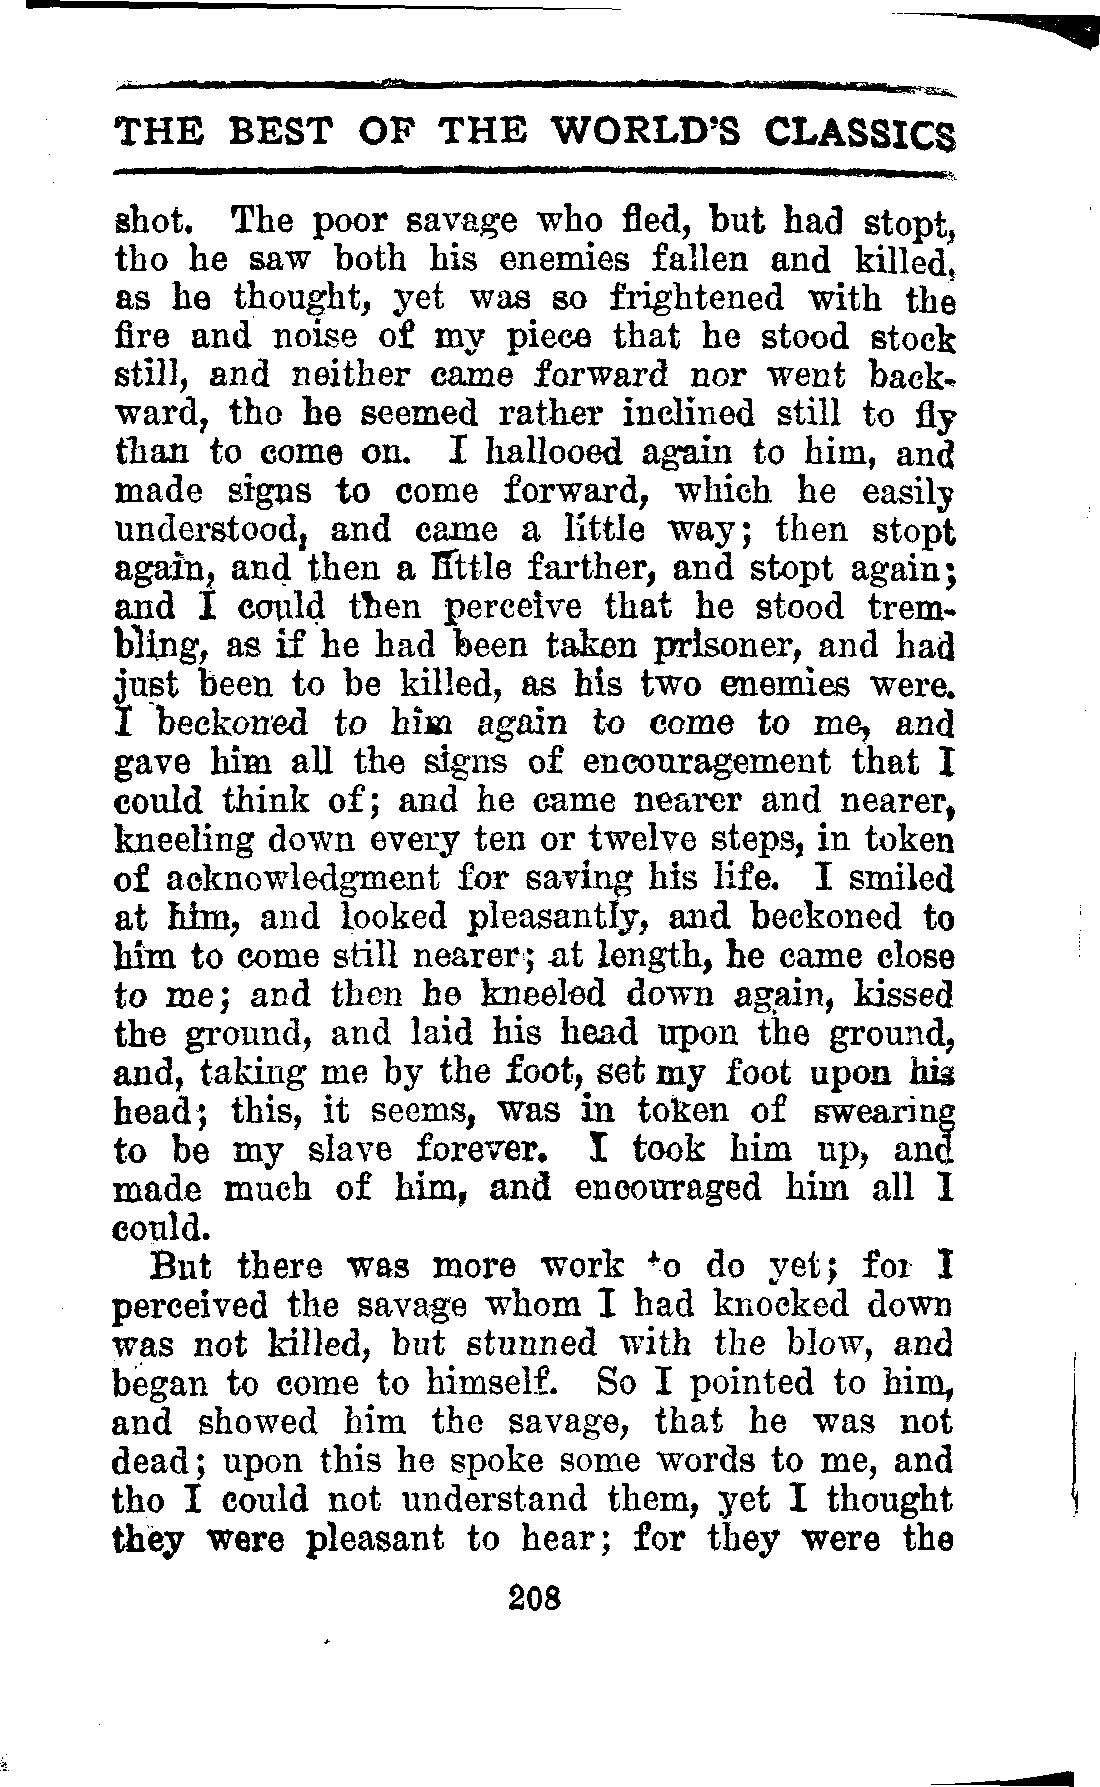 THE BEST OF THE WORLD'S CLASSICS
shot. The poor savage who fled, but had stopt,
tho he saw both his enemies fallen and killed,
as he thought, yet was so frightened with the
fire and noise of my piece that he stood stock
still, and neither came forward nor went back-
ward, tho he seemed rather inclined still to fly
than to come on. I hallooed again to him, and
made signs to come forward, which he easily
understood, and came a little way; then stopt
again, and then a little farther, and stopt again;
and I could then perceive that he stood trem-
bling, as if he had been taken prisoner, and had
just been to be killed, as his two enemies were.
I beckoned to him again to come to me, and
gave him all the signs of encouragement that I
could think of; and he came nearer and nearer,
kneeling down every ten or twelve steps, in token
of acknowledgment for saving his life. I smiled
at him, and looked pleasantly, and beckoned to
him to come still nearer; at length, he came close
to me; and then he kneeled down again, kissed
the ground, and laid his head upon the ground,
and, taking me by the foot, set my foot upon his
head; this, it seems, was in token of swearing
to be my slave forever. I took him up, and
made much of him, and encouraged him all I
could.
But there was more work to do yet; for I
perceived the savage whom I had knocked down
was not killed, but stunned with the blow, and
began to come to himself. So I pointed to him,
and showed him the savage, that he was not
dead; upon this he spoke some words to me, and
tho I could not understand them, yet I thought
they were pleasant to hear; for they were the
208